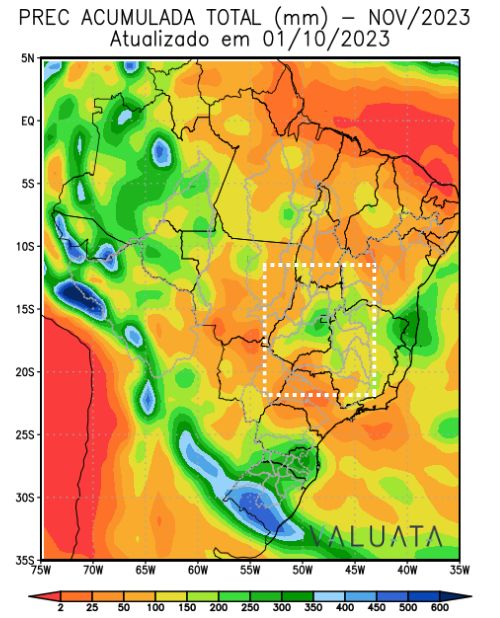 PREC ACUMULADA TOTAL (mm) – NOV/2023
Atualizado em 01/10/2023
5N
EQ
5S
10S
15S
20S
25S
30S
35S
VALUATA
75W 70W 65W 60W 55W 50W 45W 40W 35W
2 25 50 100 150 200 250 300 350 400 450 500 600